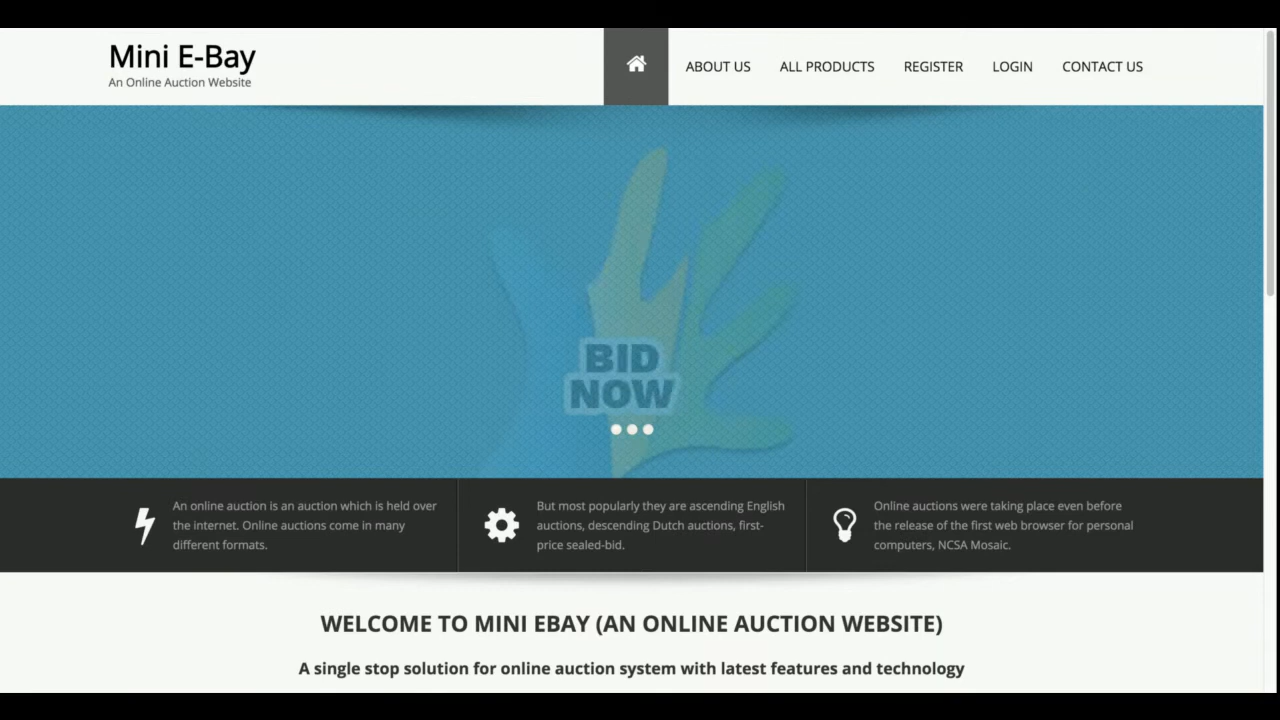 Mini E-Bay
An Online Auction Website
ABOUT US
ALL PRODUCTS
REGISTER
LOGIN
CONTACT US
BID
NOW
An online auction is an auction which is held over
the internet. Online auctions come in many
different formats.
But most popularly they are ascending English
auctions, descending Dutch auctions, first-
price sealed-bid.
Online auctions were taking place even before
the release of the first web browser for personal
computers, NCSA Mosaic.
WELCOME TO MINI EBAY (AN ONLINE AUCTION WEBSITE)
A single stop solution for online auction system with latest features and technology